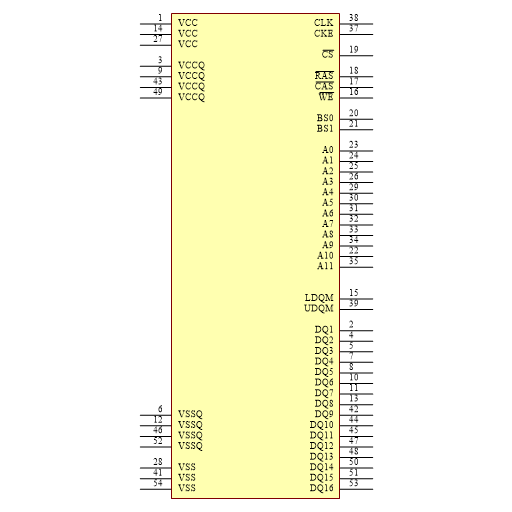 1 VCC CLK 38
14 VCC CKE 37
27 VCC
CS 19
3 VCCQ
9 VCCQ RAS 18
43 VCCQ CAS 17
49 VCCQ WE 16
BS0 20
BS1 21
A0 23
A1 24
A2 25
A3 26
A4 29
A5 30
A6 31
A7 32
A8 33
A9 34
A10 22
A11 35
LDQM 15
UDQM 39
DQ1 2
DQ2 4
DQ3 5
DQ4 7
DQ5 8
DQ6 10
DQ7 11
DQ8 13
6 VSSQ DQ9 42
12 VSSQ DQ10 44
46 VSSQ DQ11 45
52 VSSQ DQ12 47
DQ13 48
28 VSS DQ14 50
41 VSS DQ15 51
54 VSS DQ16 53